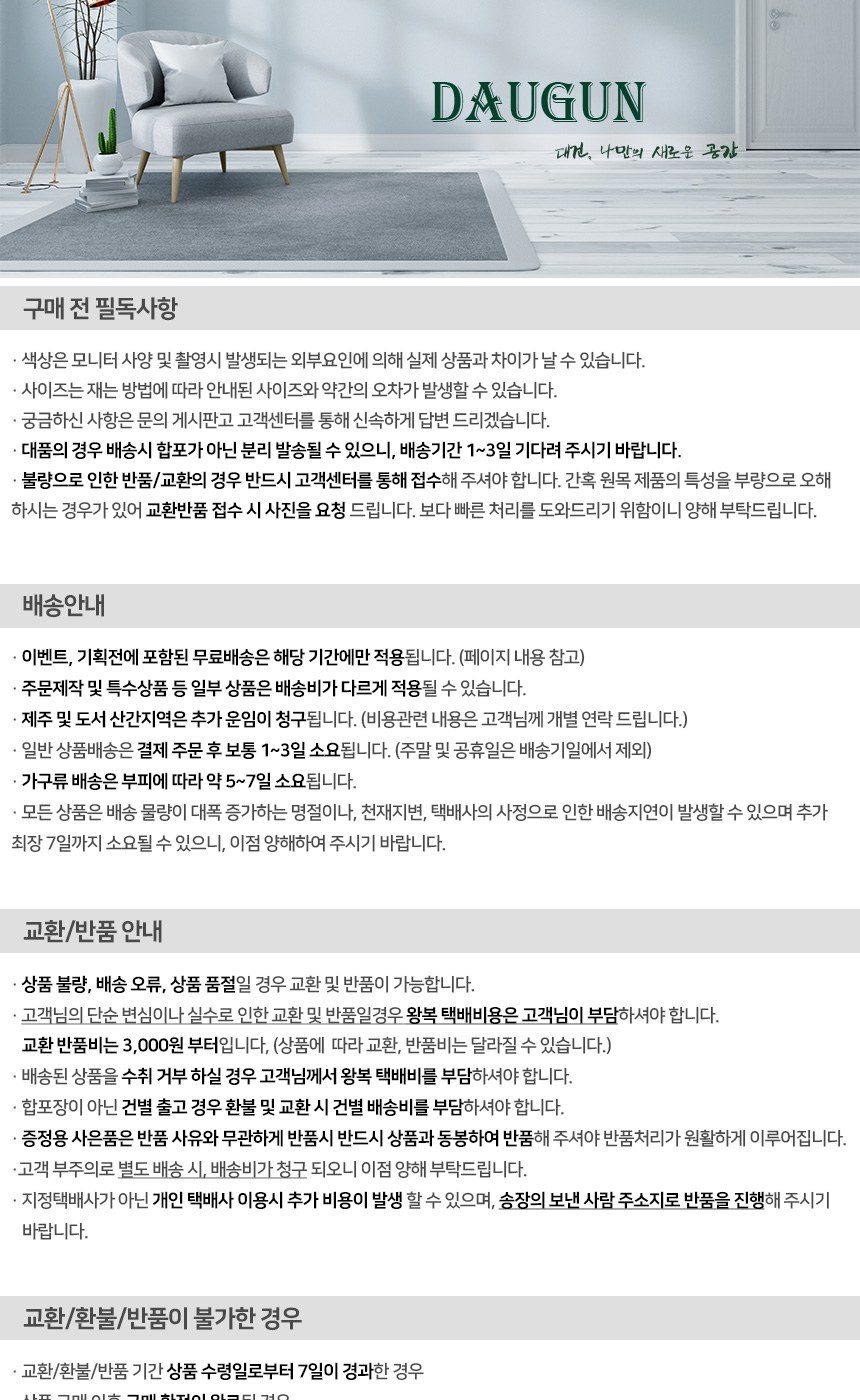 DAUGUN
대건, 나만의 새로운 공간
구매 전 필독사항
· 색상은 모니터 사양 및 촬영시 발생되는 외부요인에 의해 실제 상품과 차이가 날 수 있습니다.
· 사이즈는 재는 방법에 따라 안내된 사이즈와 약간의 오차가 발생할 수 있습니다.
· 궁금하신 사항은 문의 게시판고 고객센터를 통해 신속하게 답변 드리겠습니다.
· 대품의 경우 배송시 합포가 아닌 분리 발송될 수 있으니, 배송기간 1~3일 기다려 주시기 바랍니다.
· 불량으로 인한 반품/교환의 경우 반드시 고객센터를 통해 접수해 주셔야 합니다. 간혹 원목 제품의 특성을 부량으로 오해
하시는 경우가 있어 교환반품 접수 시 사진을 요청 드립니다. 보다 빠른 처리를 도와드리기 위함이니 양해 부탁드립니다.
배송안내
· 이벤트, 기획전에 포함된 무료배송은 해당 기간에만 적용됩니다. (페이지 내용 참고)
· 주문제작 및 특수상품 등 일부 상품은 배송비가 다르게 적용될 수 있습니다.
· 제주 및 도서 산간지역은 추가 운임이 청구됩니다. (비용관련 내용은 고객님께 개별 연락 드립니다.)
· 일반 상품배송은 결제 주문 후 보통 1~3일 소요됩니다. (주말 및 공휴일은 배송기일에서 제외)
· 가구류 배송은 부피에 따라 약 5~7일 소요됩니다.
· 모든 상품은 배송 물량이 대폭 증가하는 명절이나, 천재지변, 택배사의 사정으로 인한 배송지연이 발생할 수 있으며 추가
최장 7일까지 소요될 수 있으니, 이점 양해하여 주시기 바랍니다.
교환/반품 안내
· 상품 불량, 배송 오류, 상품 품절일 경우 교환 및 반품이 가능합니다.
· 고객님의 단순 변심이나 실수로 인한 교환 및 반품일경우 왕복 택배비용은 고객님이 부담하셔야 합니다.
교환 반품비는 3,000원 부터입니다, (상품에 따라 교환, 반품비는 달라질 수 있습니다.)
· 배송된 상품을 수취 거부 하실 경우 고객님께서 왕복 택배비를 부담하셔야 합니다.
· 합포장이 아닌 건별 출고 경우 환불 및 교환 시 건별 배송비를 부담하셔야 합니다.
· 증정용 사은품은 반품 사유와 무관하게 반품시 반드시 상품과 동봉하여 반품해 주셔야 반품처리가 원활하게 이루어집니다.
·고객 부주의로 별도 배송 시, 배송비가 청구 되오니 이점 양해 부탁드립니다.
· 지정택배사가 아닌 개인 택배사 이용시 추가 비용이 발생 할 수 있으며, 송장의 보낸 사람 주소지로 반품을 진행해 주시기
바랍니다.
교환/환불/반품이 불가한 경우
· 교환/환불/반품 기간 상품 수령일로부터 7일이 경과한 경우